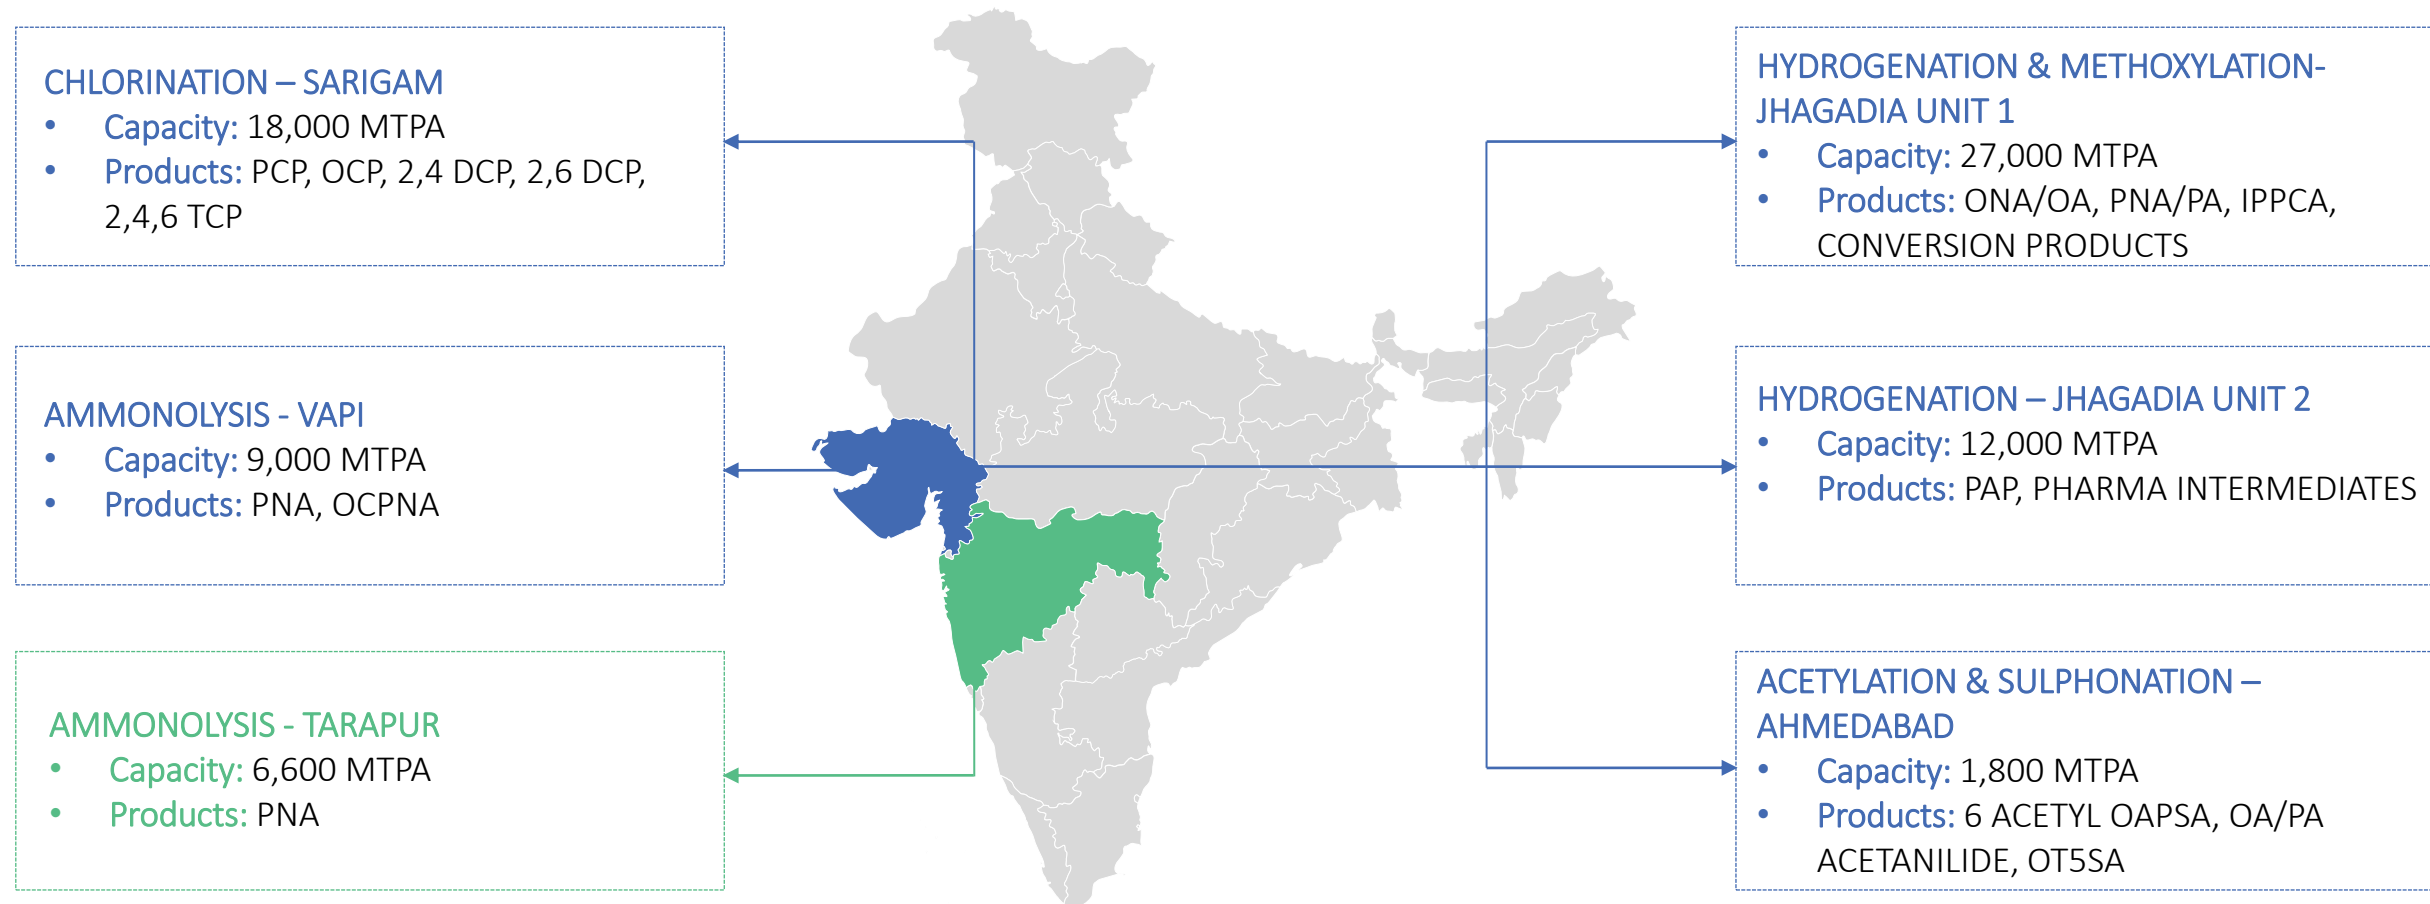 CHLORINATION – SARIGAM
• Capacity: 18,000 MTPA
• Products: PCP, OCP, 2,4 DCP, 2,6 DCP,
2,4,6 TCP
AMMONOLYSIS - VAPI
• Capacity: 9,000 MTPA
• Products: PNA, OCPNA
AMMONOLYSIS - TARAPUR
• Capacity: 6,600 MTPA
• Products: PNA
HYDROGENATION & METHOXYLATION-
JHAGADIA UNIT 1
• Capacity: 27,000 MTPA
• Products: ONA/OA, PNA/PA, IPPCA,
CONVERSION PRODUCTS
HYDROGENATION – JHAGADIA UNIT 2
• Capacity: 12,000 MTPA
• Products: PAP, PHARMA INTERMEDIATES
ACETYLATION & SULPHONATION –
AHMEDABAD
• Capacity: 1,800 MTPA
• Products: 6 ACETYL OAPSA, OA/PA
ACETANILIDE, OT5SA